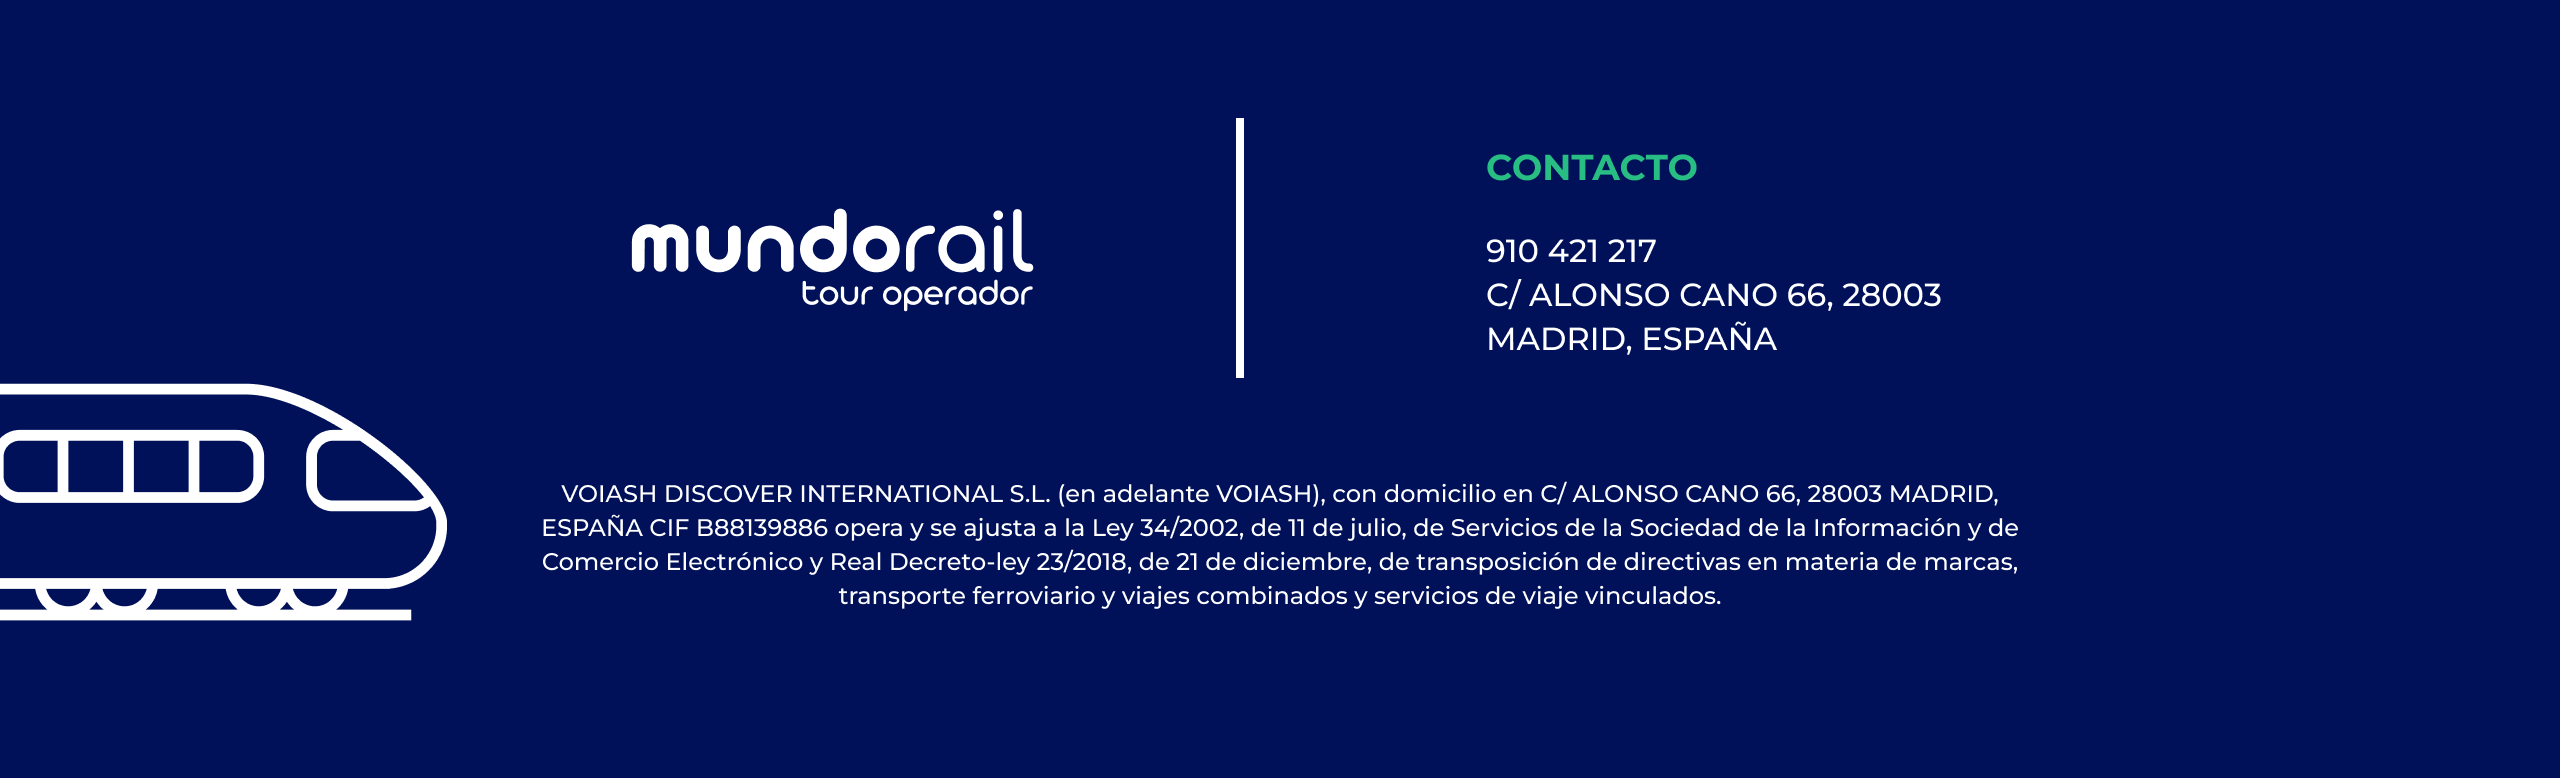 mundorail
tour operador
CONTACTO
910 421 217
C/ ALONSO CANO 66, 28003
MADRID, ESPAÑA
VOIASH DISCOVER INTERNATIONAL S.L. (en adelante VOIASH), con domicilio en C/ ALONSO CANO 66, 28003 MADRID,
ESPAÑA CIF B88139886 opera y se ajusta a la Ley 34/2002, de 11 de julio, de Servicios de la Sociedad de la Información y de
Comercio Electrónico y Real Decreto-ley 23/2018, de 21 de diciembre, de transposición de directivas en materia de marcas,
transporte ferroviario y viajes combinados y servicios de viaje vinculados.